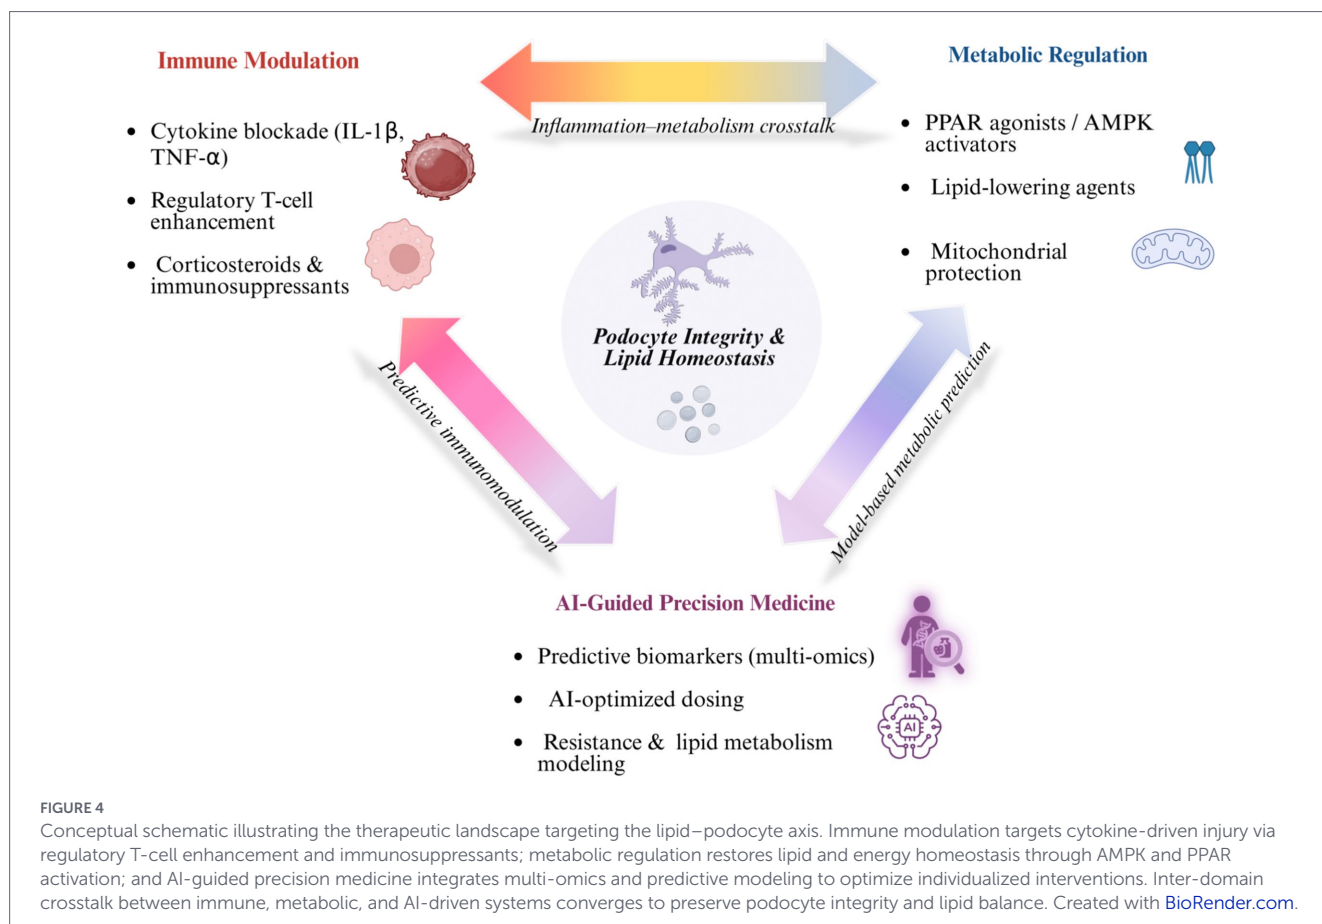 Immune Modulation
Metabolic Regulation
Inflammation–metabolism crosstalk
• Cytokine blockade (IL-1β,
TNF-α)
• Regulatory T-cell
enhancement
• Corticosteroids &
immunosuppressants
• PPAR agonists / AMPK
activators
• Lipid-lowering agents
• Mitochondrial
protection
Podocyte Integrity &
Lipid Homeostasis
Predictive immunomodulation
Model-based metabolic prediction
AI-Guided Precision Medicine
• Predictive biomarkers (multi-omics)
• AI-optimized dosing
• Resistance & lipid metabolism
modeling
AI
FIGURE 4
Conceptual schematic illustrating the therapeutic landscape targeting the lipid–podocyte axis. Immune modulation targets cytokine-driven injury via
regulatory T-cell enhancement and immunosuppressants; metabolic regulation restores lipid and energy homeostasis through AMPK and PPAR
activation; and AI-guided precision medicine integrates multi-omics and predictive modeling to optimize individualized interventions. Inter-domain
crosstalk between immune, metabolic, and AI-driven systems converges to preserve podocyte integrity and lipid balance. Created with BioRender.com.